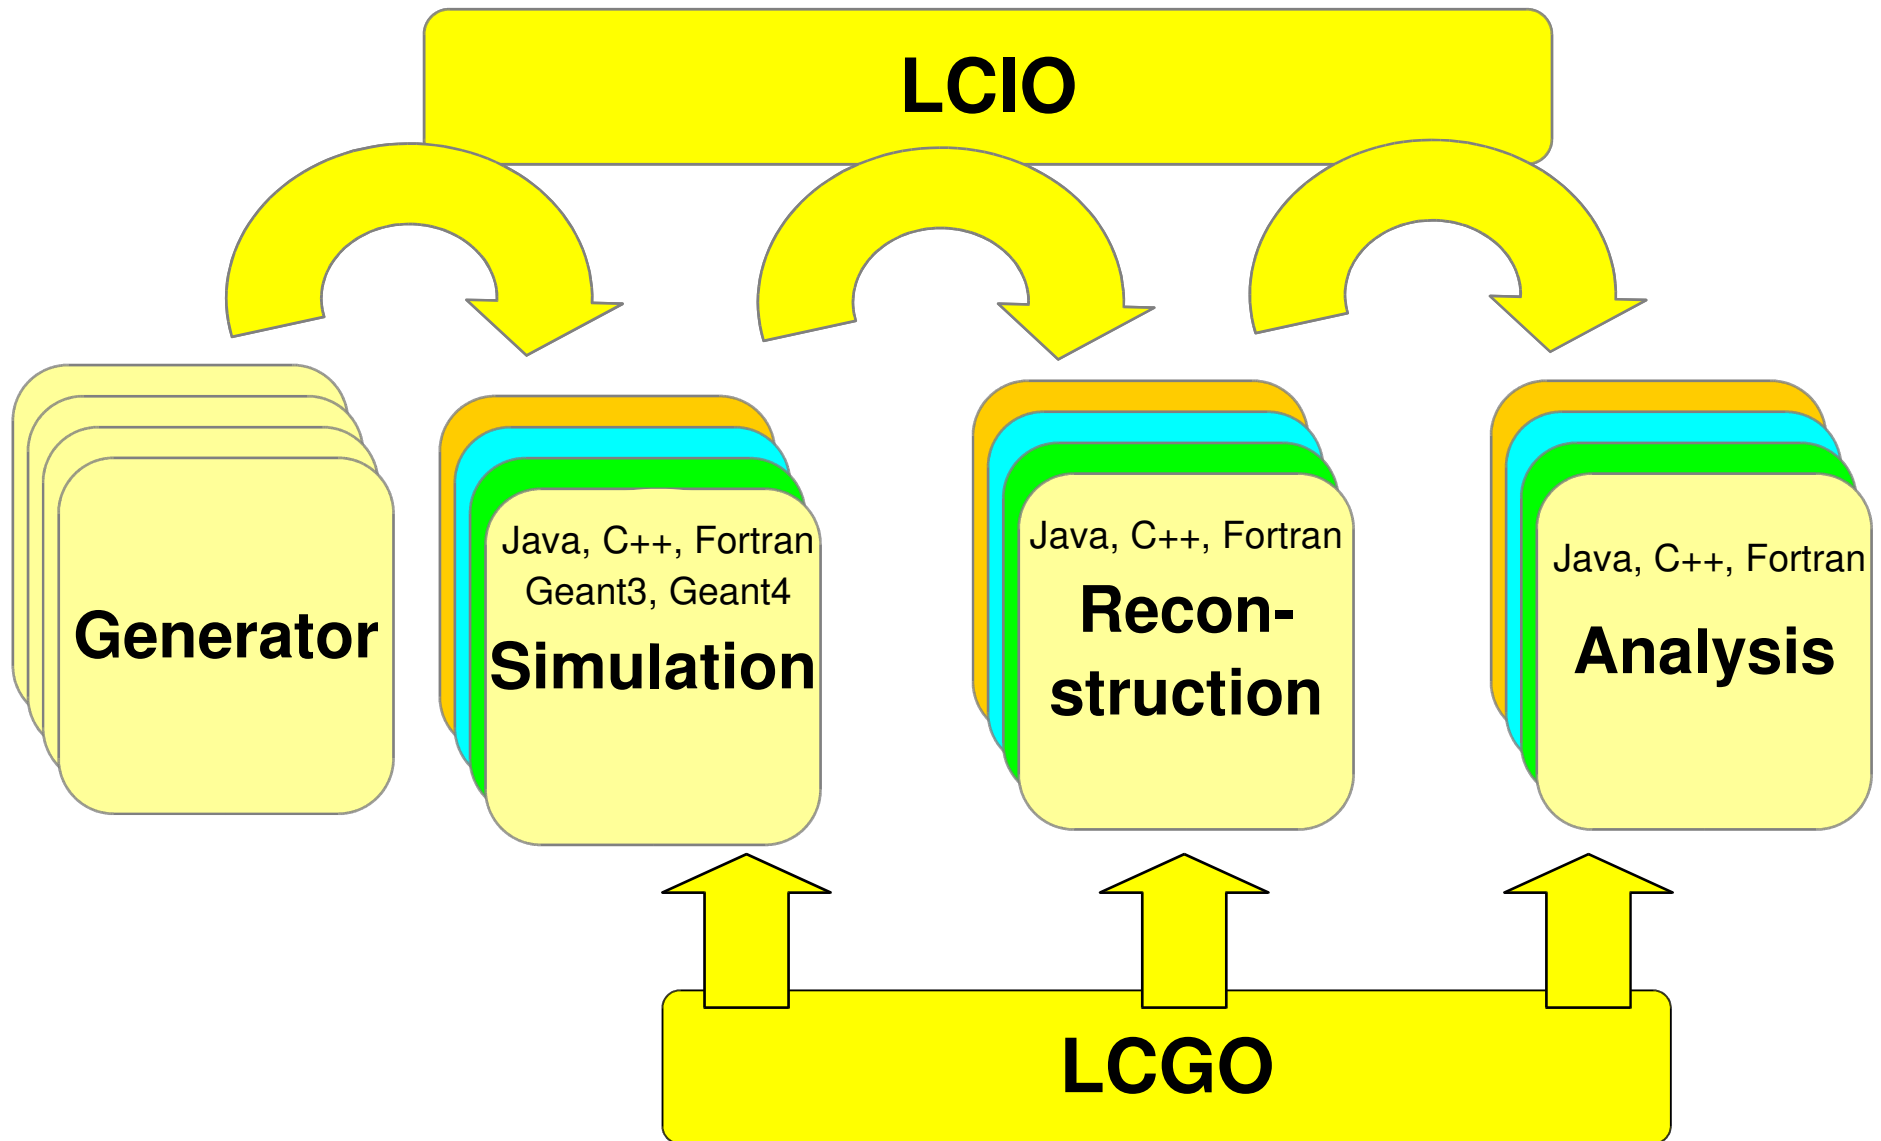 LCIO
Generator
Java, C++, Fortran
Geant3, Geant4
Simulation
Java, C++, Fortran
Recon-
struction
Java, C++, Fortran
Analysis
LCGO